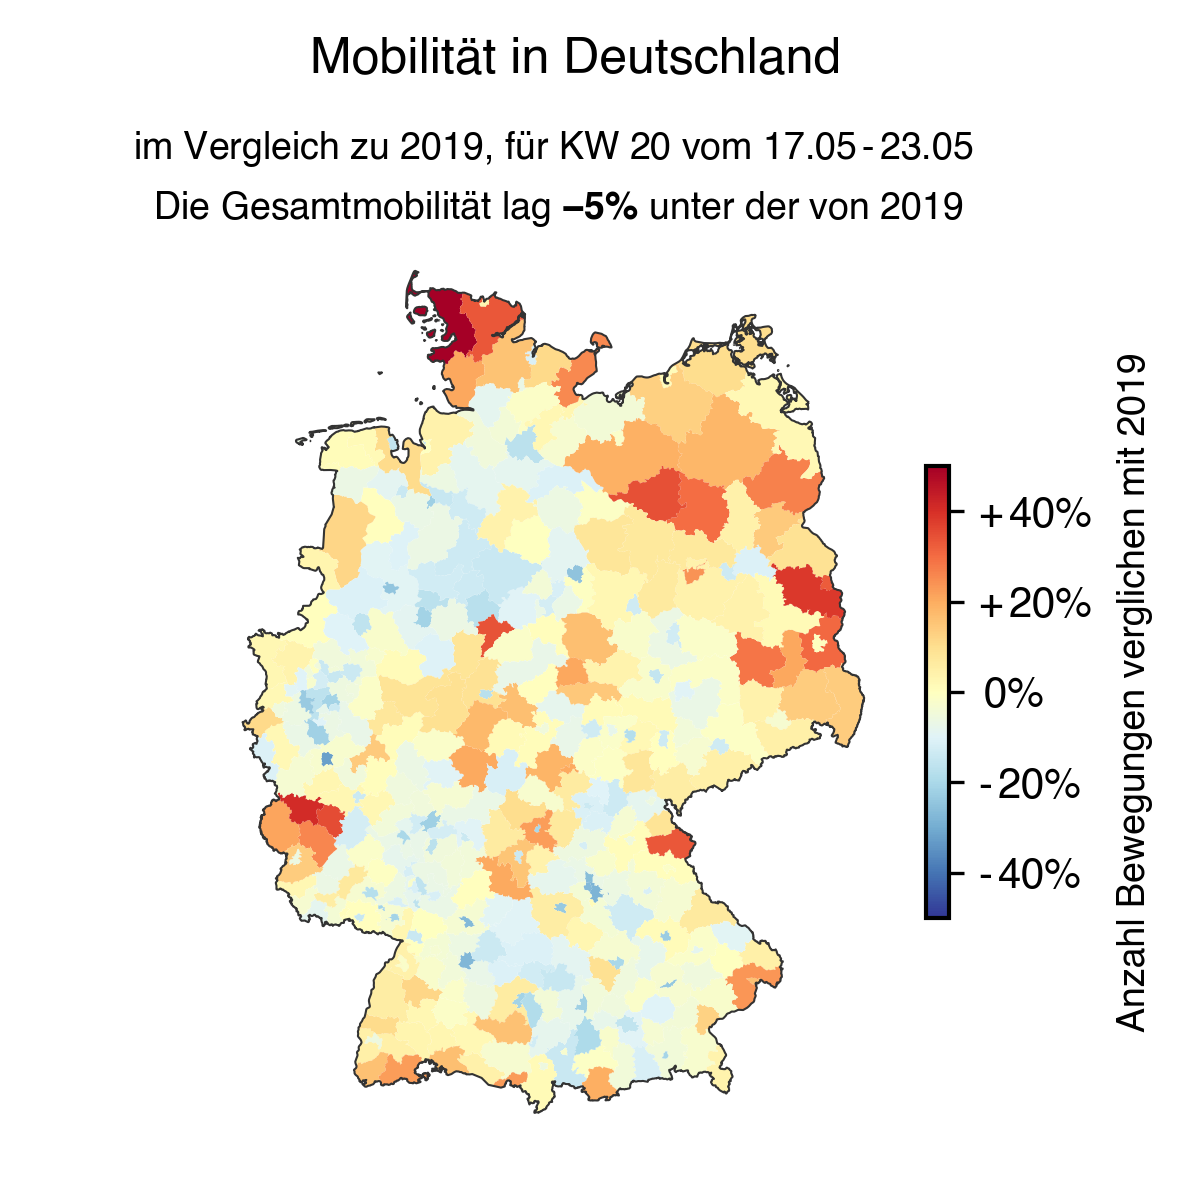 Mobilität in Deutschland
im Vergleich zu 2019, für KW 20 vom 17.05-23.05
Die Gesamtmobilität lag –5% unter der von 2019
+40%
+20%
0%
-20%
-40%
Anzahl Bewegungen verglichen mit 2019